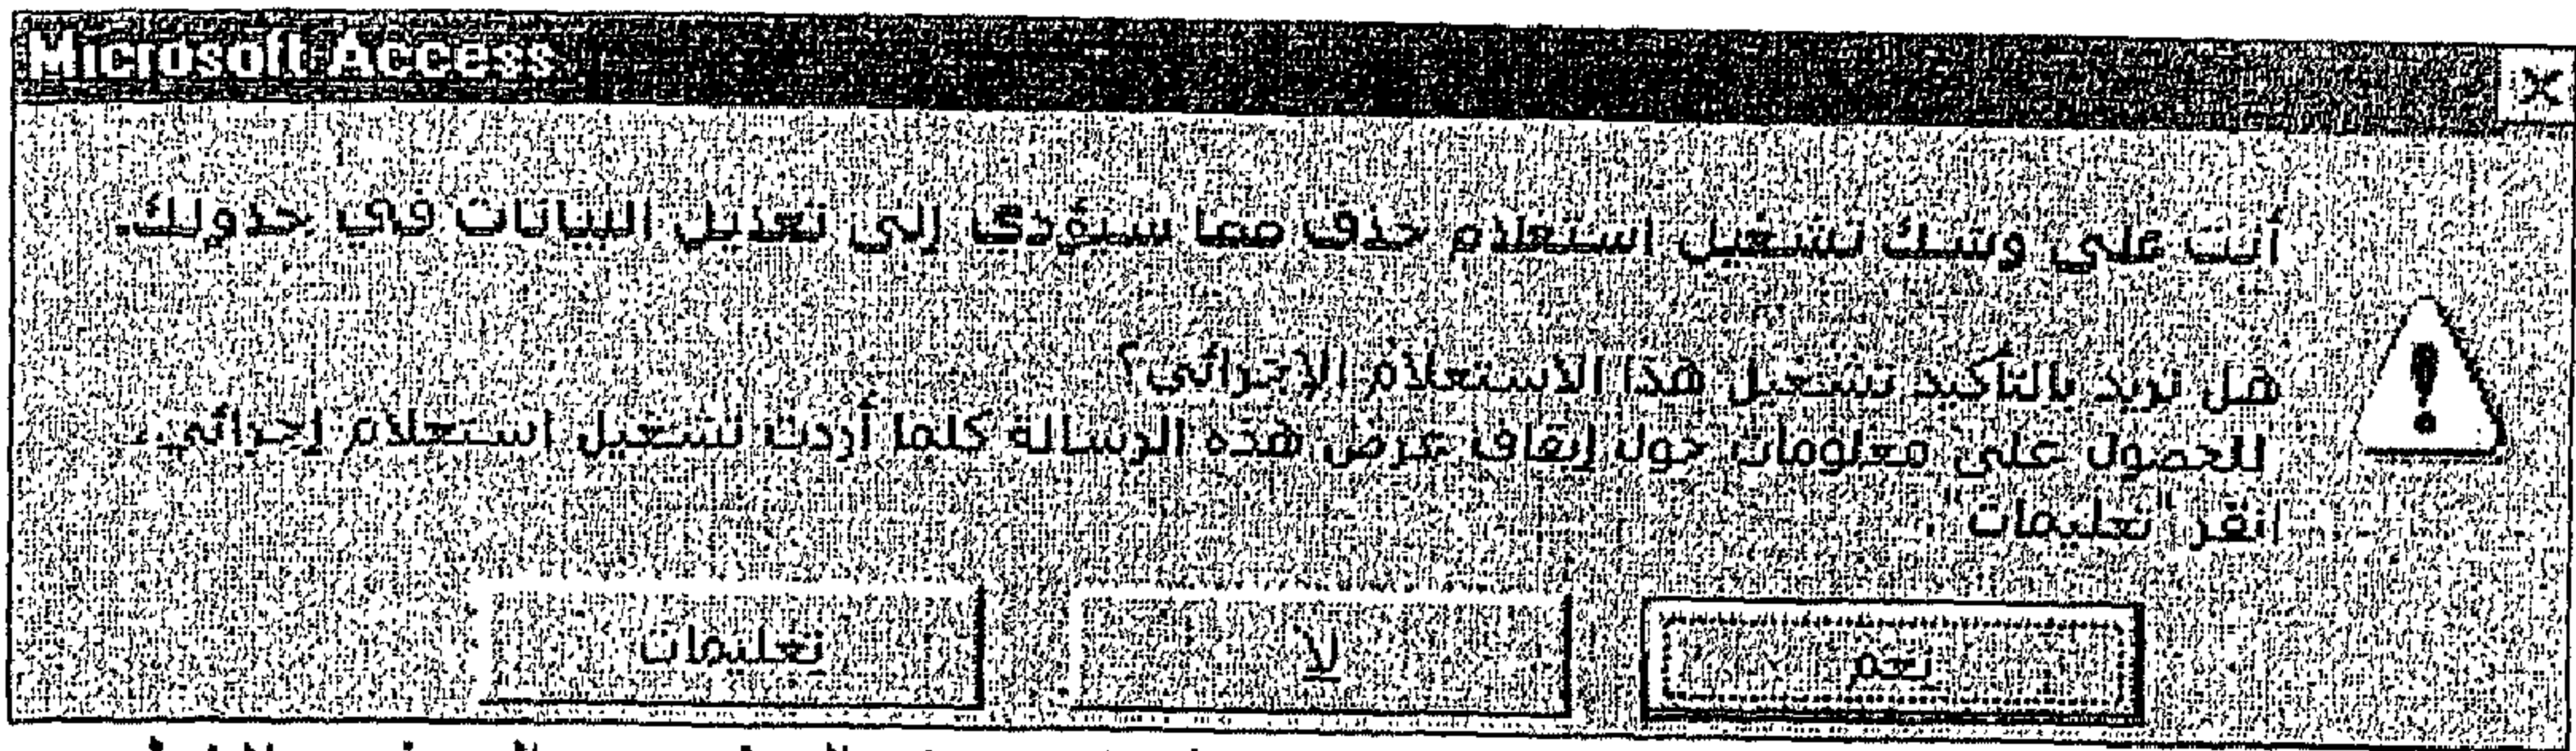 Microsoft Access
أنت على وشك تشغيل استعلام حذف مما سيؤدي إلى تعديل البيانات في جدولك.
هل تريد بالتأكيد تشغيل هذا الاستعلام الإجرائي؟
للحصول على معلومات حول إيقاف عرض هذه الرسالة كلما أردت تشغيل استعلام إجرائي،
انقر "تعليمات".
نعم
لا
تعليمات